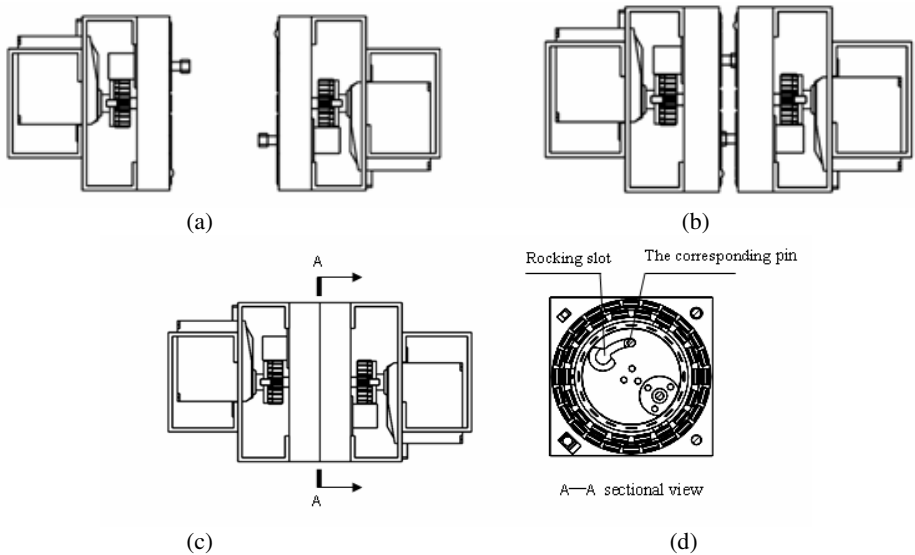 (a)
(b)
A
Rocking slot
The corresponding pin
A
A—A sectional view
(c)
(d)